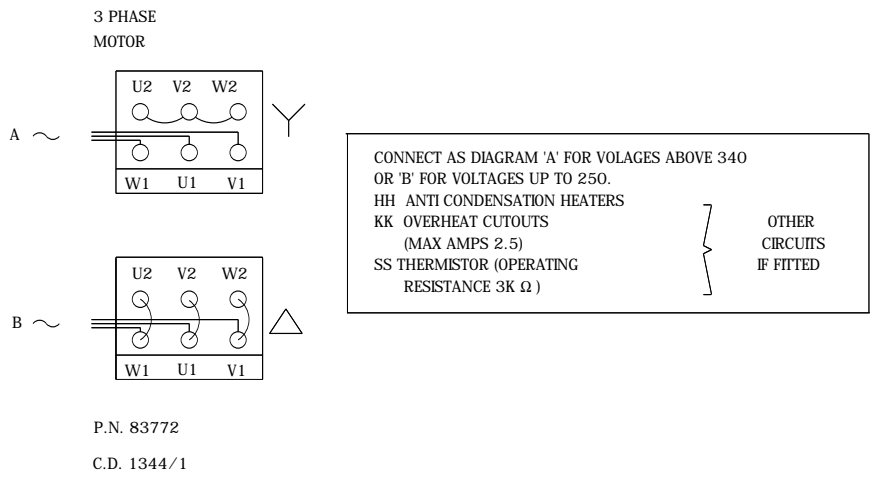 3 PHASE
MOTOR
U2 V2 W2
A
W1 U1 V1
CONNECT AS DIAGRAM 'A' FOR VOLAGES ABOVE 340
OR 'B' FOR VOLTAGES UP TO 250.
HH ANTI CONDENSATION HEATERS
KK OVERHEAT CUTOUTS
(MAX AMPS 2.5)
SS THERMISTOR (OPERATING
RESISTANCE 3K Ω )
OTHER
CIRCUITS
IF FITTED
U2 V2 W2
B
W1 U1 V1
P.N. 83772
C.D. 1344/1